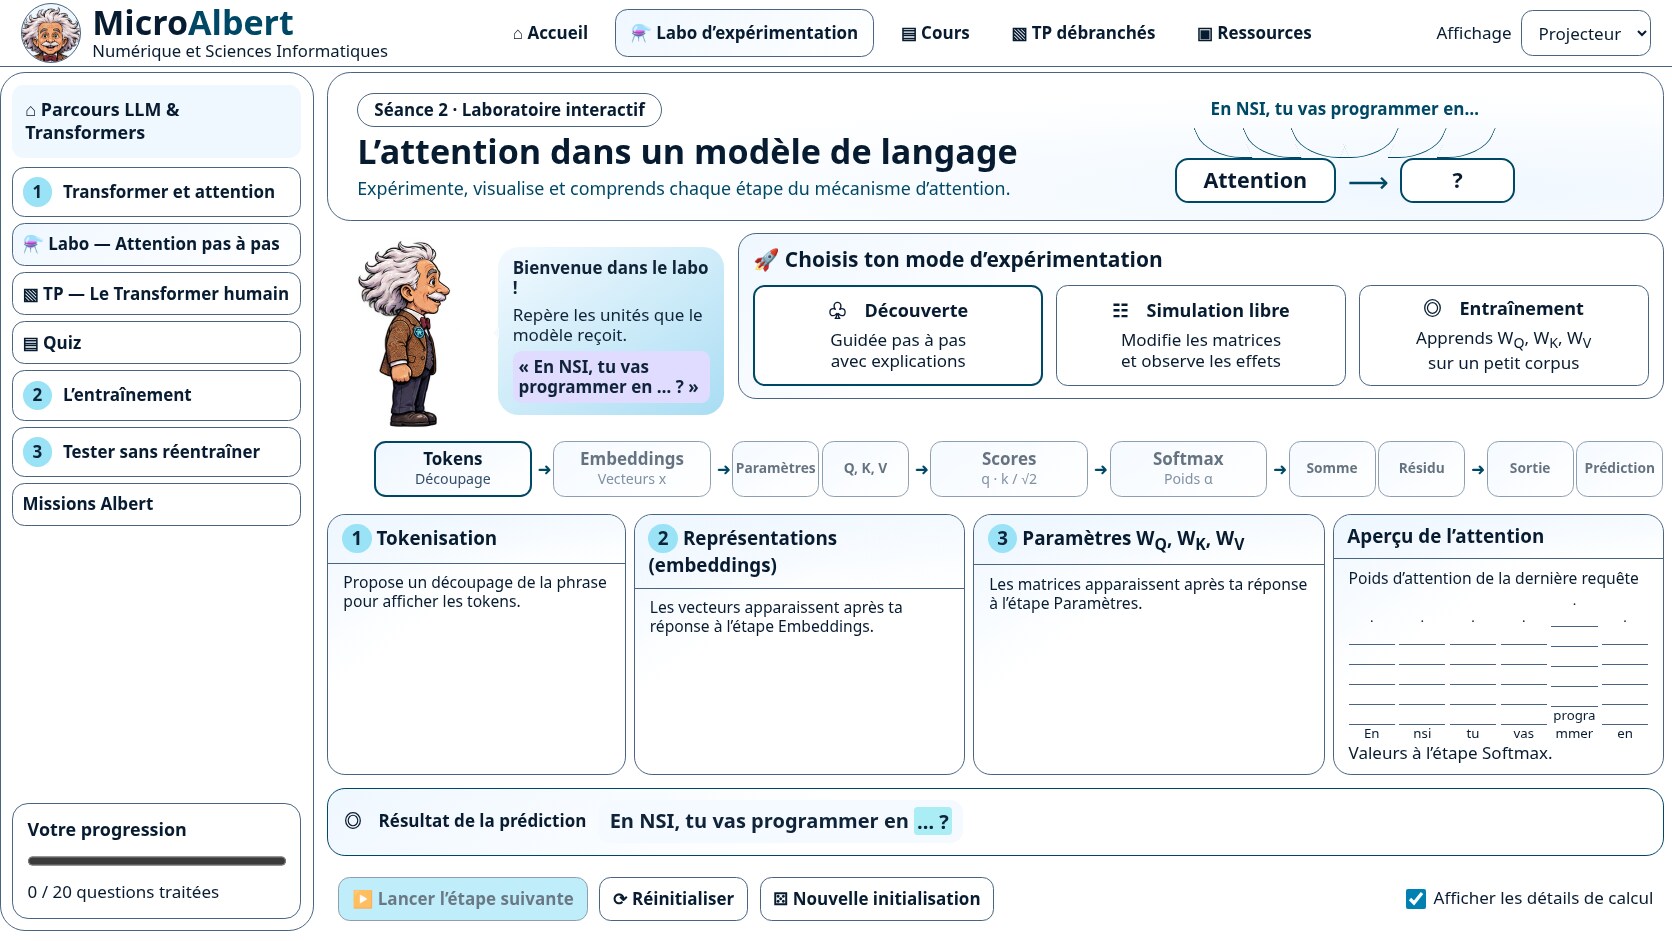 MicroAlbert
Numérique et Sciences Informatiques
⌂ Accueil
⚗️ Labo d’expérimentation
▤ Cours
▧ TP débranchés
▣ Ressources
Affichage
Projecteur
⌂ Parcours LLM &
Transformers
1 Transformer et attention
⚗️ Labo — Attention pas à pas
▧ TP — Le Transformer humain
▤ Quiz
2 L’entraînement
3 Tester sans réentraîner
Missions Albert
Votre progression
0 / 20 questions traitées
Séance 2 · Laboratoire interactif
L’attention dans un modèle de langage
Expérimente, visualise et comprends chaque étape du mécanisme d’attention.
En NSI, tu vas programmer en…
Attention
⟶
?
Bienvenue dans le labo
!
Repère les unités que le
modèle reçoit.
« En NSI, tu vas
programmer en … ? »
🚀 Choisis ton mode d’expérimentation
♧ Découverte
Guidée pas à pas
avec explications
☷ Simulation libre
Modifie les matrices
et observe les effets
◎ Entraînement
Apprends WQ, WK, WV
sur un petit corpus
Tokens
Découpage
➜
Embeddings
Vecteurs x
➜
Paramètres
Q, K, V
➜
Scores
q · k / √2
➜
Softmax
Poids α
➜
Somme
Résidu
➜
Sortie
Prédiction
1 Tokenisation
Propose un découpage de la phrase
pour afficher les tokens.
2 Représentations
(embeddings)
Les vecteurs apparaissent après ta
réponse à l’étape Embeddings.
3 Paramètres WQ, WK, WV
Les matrices apparaissent après ta réponse
à l’étape Paramètres.
Aperçu de l’attention
Poids d’attention de la dernière requête
· · · · · ·
En nsi tu vas
progra
mmer
en
Valeurs à l’étape Softmax.
◎ Résultat de la prédiction
En NSI, tu vas programmer en … ?
▶️ Lancer l’étape suivante
⟳ Réinitialiser
⚄ Nouvelle initialisation
Afficher les détails de calcul